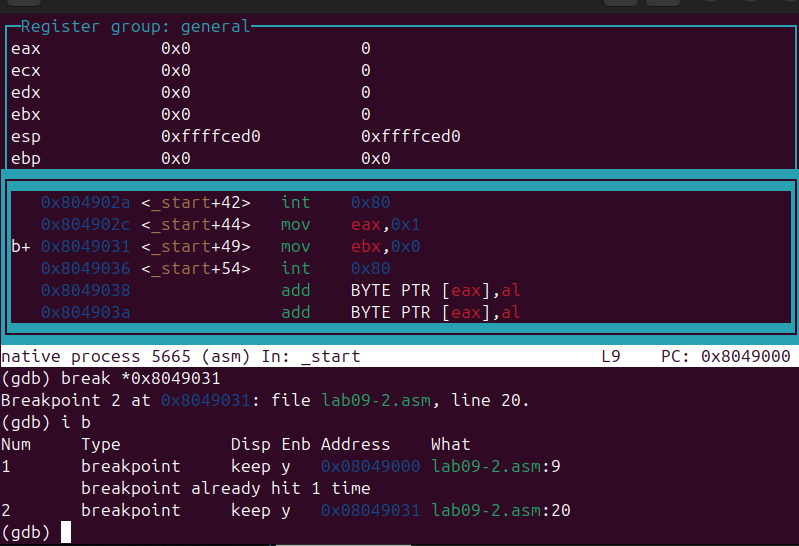 Register group: general
eax 0x0 0
ecx 0x0 0
edx 0x0 0
ebx 0x0 0
esp 0xffffced0 0xffffced0
ebp 0x0 0x0
0x804902a <_start+42> int 0x80
0x804902c <_start+44> mov eax,0x1
b+ 0x8049031 <_start+49> mov ebx,0x0
0x8049036 <_start+54> int 0x80
0x8049038 add BYTE PTR [eax],al
0x804903a add BYTE PTR [eax],al
native process 5665 (asm) In: _start L9 PC: 0x8049000
(gdb) break *0x8049031
Breakpoint 2 at 0x8049031: file lab09-2.asm, line 20.
(gdb) i b
Num Type Disp Enb Address What
1 breakpoint keep y 0x08049000 lab09-2.asm:9
breakpoint already hit 1 time
2 breakpoint keep y 0x08049031 lab09-2.asm:20
(gdb)